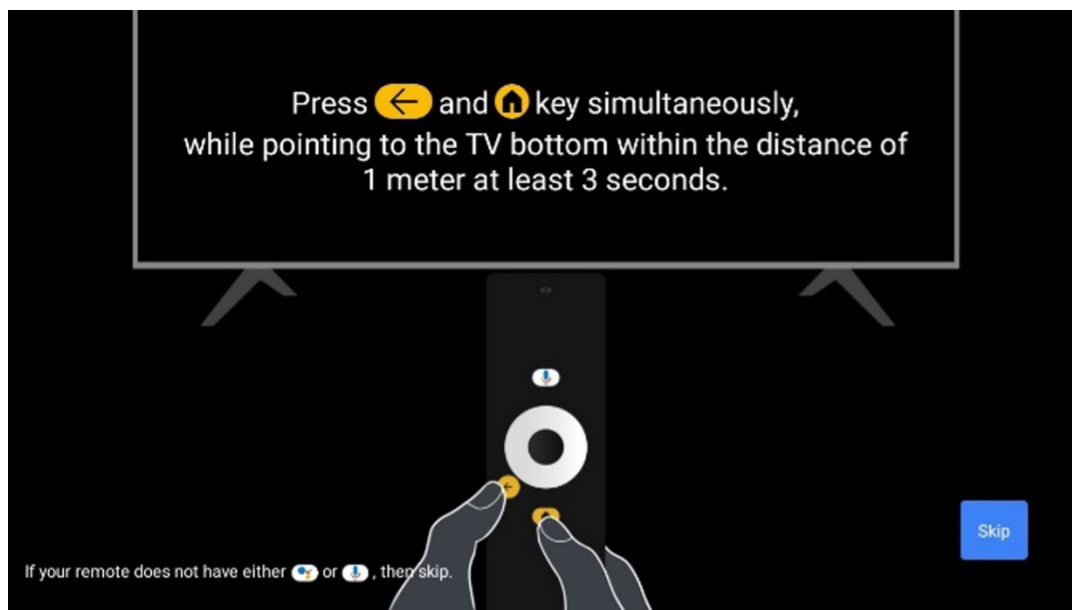 Press and key simultaneously,
while pointing to the TV bottom within the distance of
1 meter at least 3 seconds.
Skip
If your remote does not have either or , then skip.